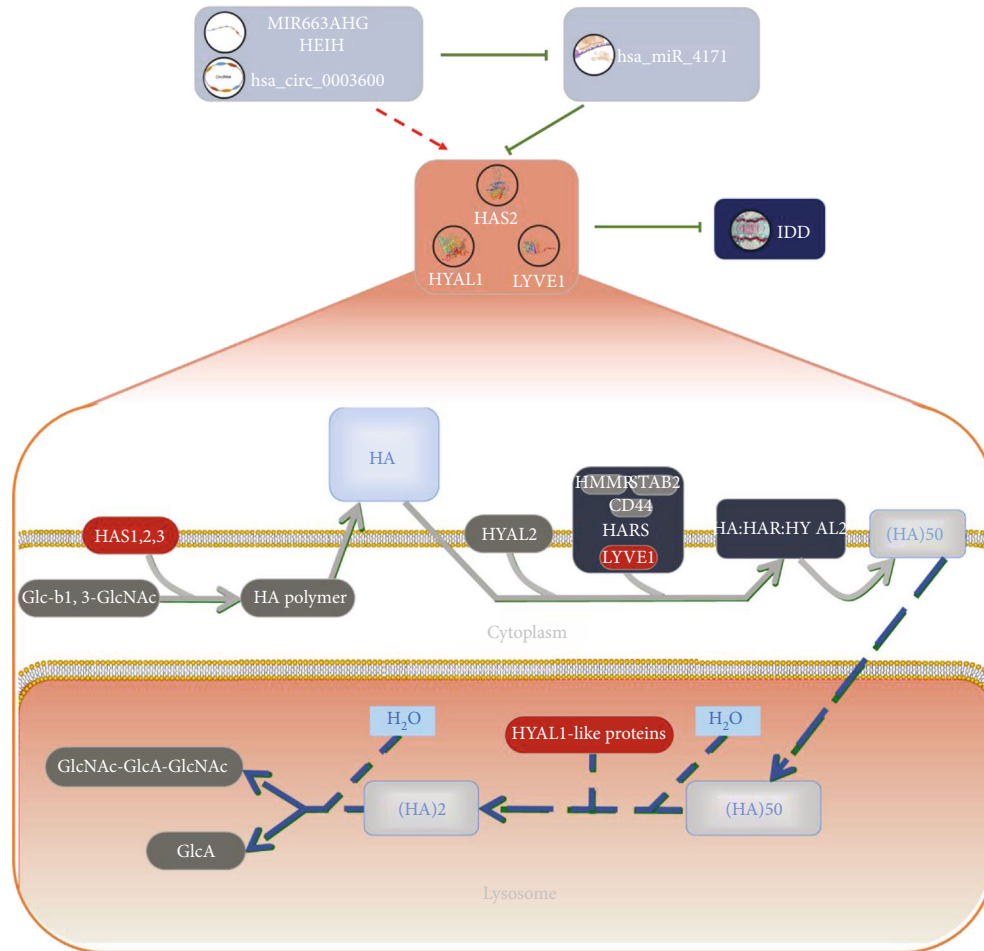 MIR663AHG
HEIH
CircRNA
hsa_circ_0003600
hsa_miR_4171
HAS2
HYAL1
LYVE1
IDD
HA
HMMR
STAB2
CD44
HARS
LYVE1
HAS1,2,3
HYAL2
HA:HAR:HY AL2
(HA)50
Glc-b1, 3-GlcNAc
HA polymer
Cytoplasm
H₂O
HYAL1-like proteins
H₂O
GlcNAc-GlcA-GlcNAc
(HA)2
(HA)50
GlcA
Lysosome